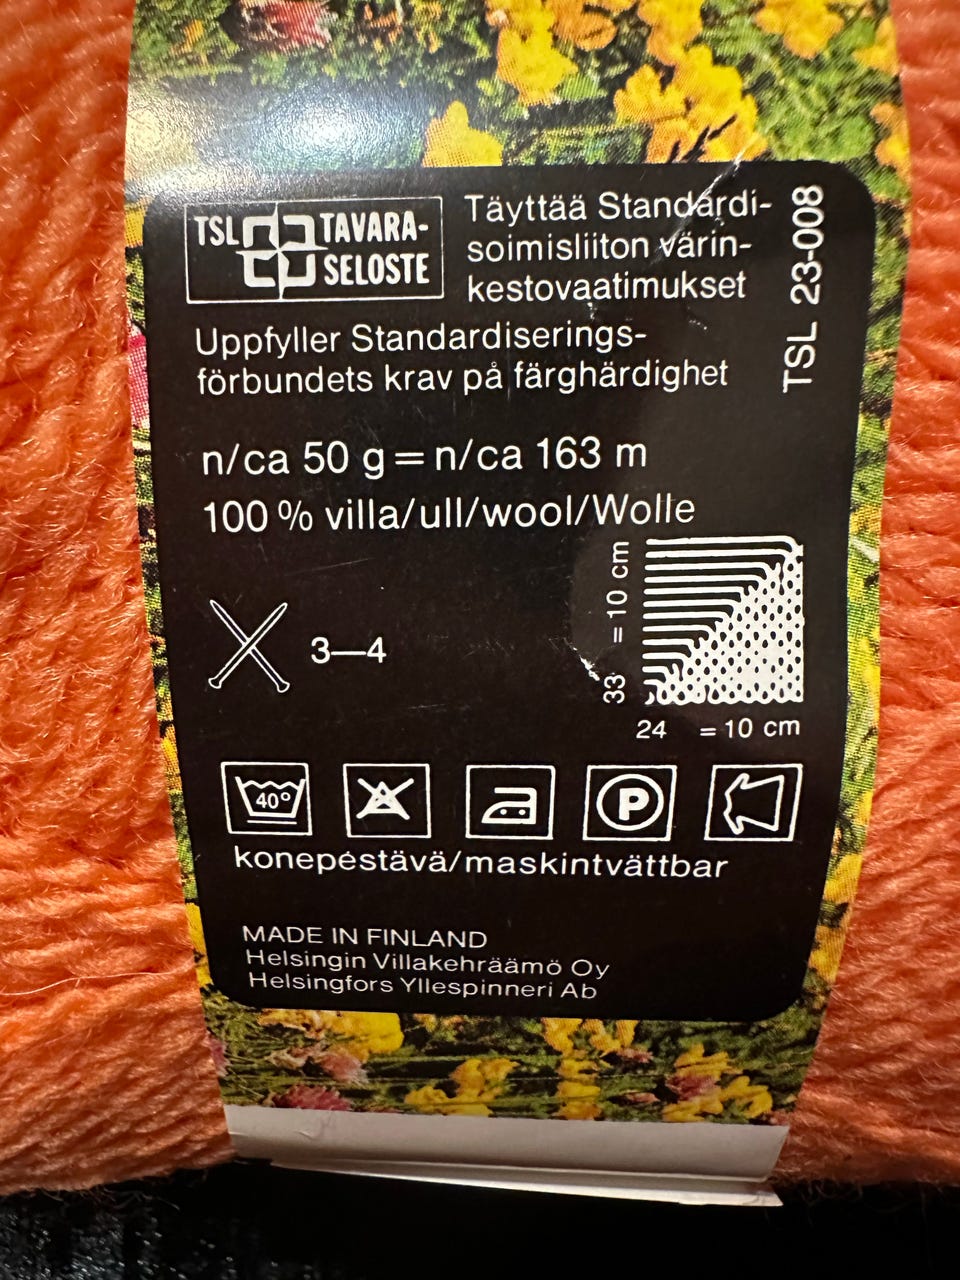 TSL TAVARA-
SELOSTE
Täyttää Standardi-
soimisliiton värin-
kestovaatimukset
TSL 23-008
Uppfyller Standardiserings-
förbundets krav på färghärdighet
n/ca 50 g = n/ca 163 m
100 % villa/ull/wool/Wolle
3—4
33 = 10 cm
24 = 10 cm
40°
P
konepestävä/maskintvättbar
MADE IN FINLAND
Helsingin Villakehräämö Oy
Helsingfors Yllespinneri Ab